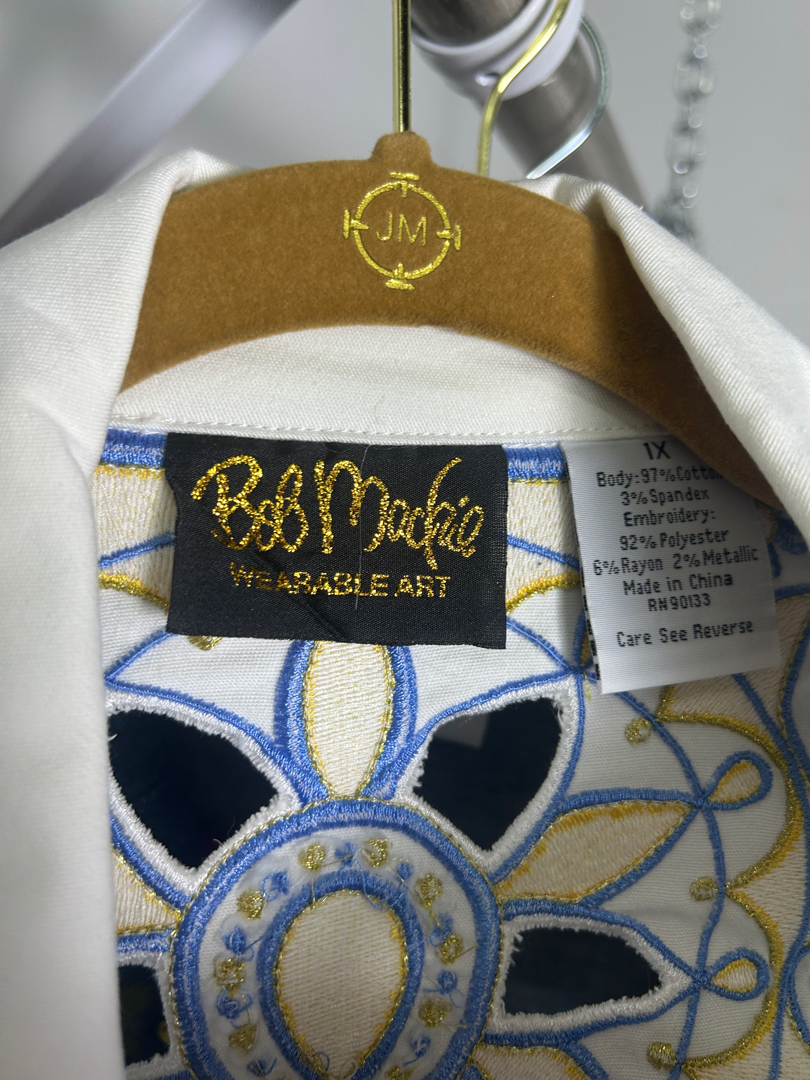 JM
Bob Mackie
WEARABLE ART
1X
Body:97%Cotton
3%Spandex
Embroidery:
92%Polyester
6%Rayon 2%Metallic
Made in China
RN90133
Care See Reverse